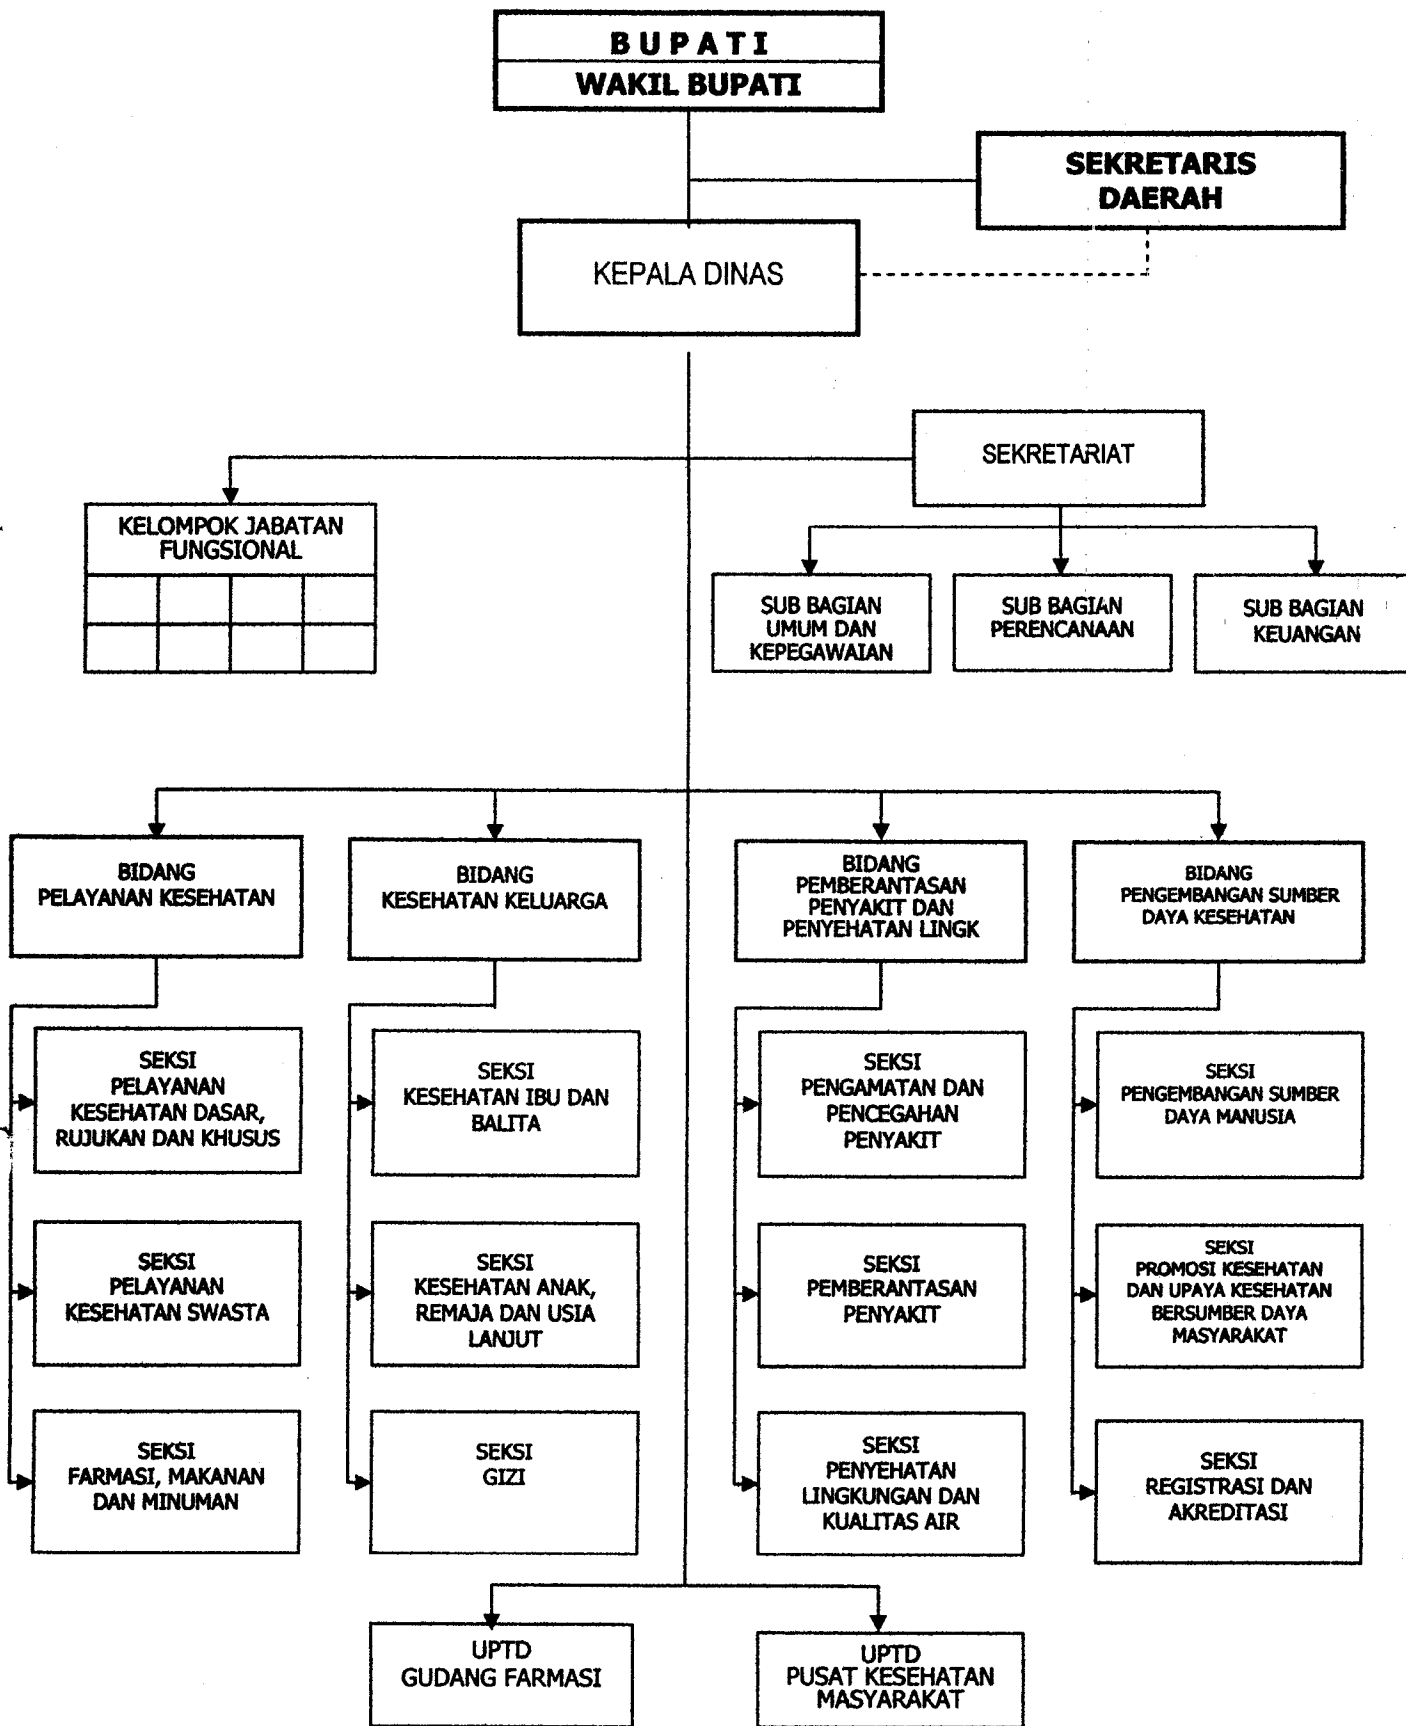 BUPATI
WAKIL BUPATI
SEKRETARIS
DAERAH
KEPALA DINAS
SEKRETARIAT
KELOMPOK JABATAN
FUNGSIONAL
SUB BAGIAN
UMUM DAN
KEPEGAWAIAN
SUB BAGIAN
PERENCANAAN
SUB BAGIAN
KEUANGAN
BIDANG
PELAYANAN KESEHATAN
BIDANG
KESEHATAN KELUARGA
BIDANG
PEMBERANTASAN
PENYAKIT DAN
PENYEHATAN LINGK
BIDANG
PENGEMBANGAN SUMBER
DAYA KESEHATAN
SEKSI
PELAYANAN
KESEHATAN DASAR,
RUJUKAN DAN KHUSUS
SEKSI
KESEHATAN IBU DAN
BALITA
SEKSI
PENGAMATAN DAN
PENCEGAHAN
PENYAKIT
SEKSI
PENGEMBANGAN SUMBER
DAYA MANUSIA
SEKSI
PELAYANAN
KESEHATAN SWASTA
SEKSI
KESEHATAN ANAK,
REMAJA DAN USIA
LANJUT
SEKSI
PEMBERANTASAN
PENYAKIT
SEKSI
PROMOSI KESEHATAN
DAN UPAYA KESEHATAN
BERSUMBER DAYA
MASYARAKAT
SEKSI
FARMASI, MAKANAN
DAN MINUMAN
SEKSI
GIZI
SEKSI
PENYEHATAN
LINGKUNGAN DAN
KUALITAS AIR
SEKSI
REGISTRASI DAN
AKREDITASI
UPTD
GUDANG FARMASI
UPTD
PUSAT KESEHATAN
MASYARAKAT